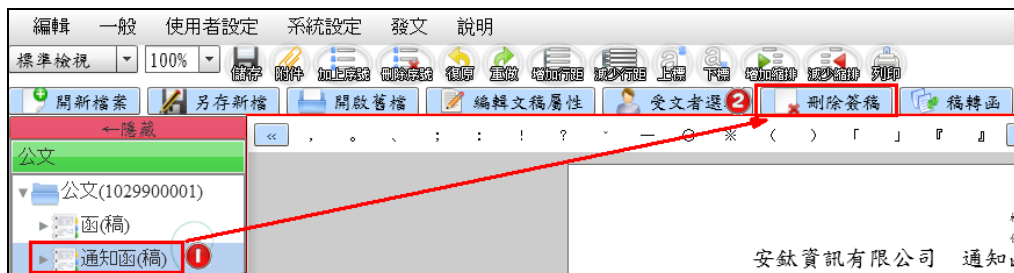 編輯 一般 使用者設定 系統設定 發文 說明
標準檢視 100% 儲存 附件 加上序號 刪除序號 復原 重做 增加行距 減少行距 上標 下標 增加縮排 減少縮排 列印
開新檔案 另存新檔 開啟舊檔 編輯文稿屬性 受文者選 2 刪除簽稿 稿轉函
←隱藏 « , 。 、 ; : ! ? ˇ — ○ ※ ( ) 「 」 『 』
公文
公文(1029900001)
函(稿)
通知函(稿) 1
安鈦資訊有限公司 通知